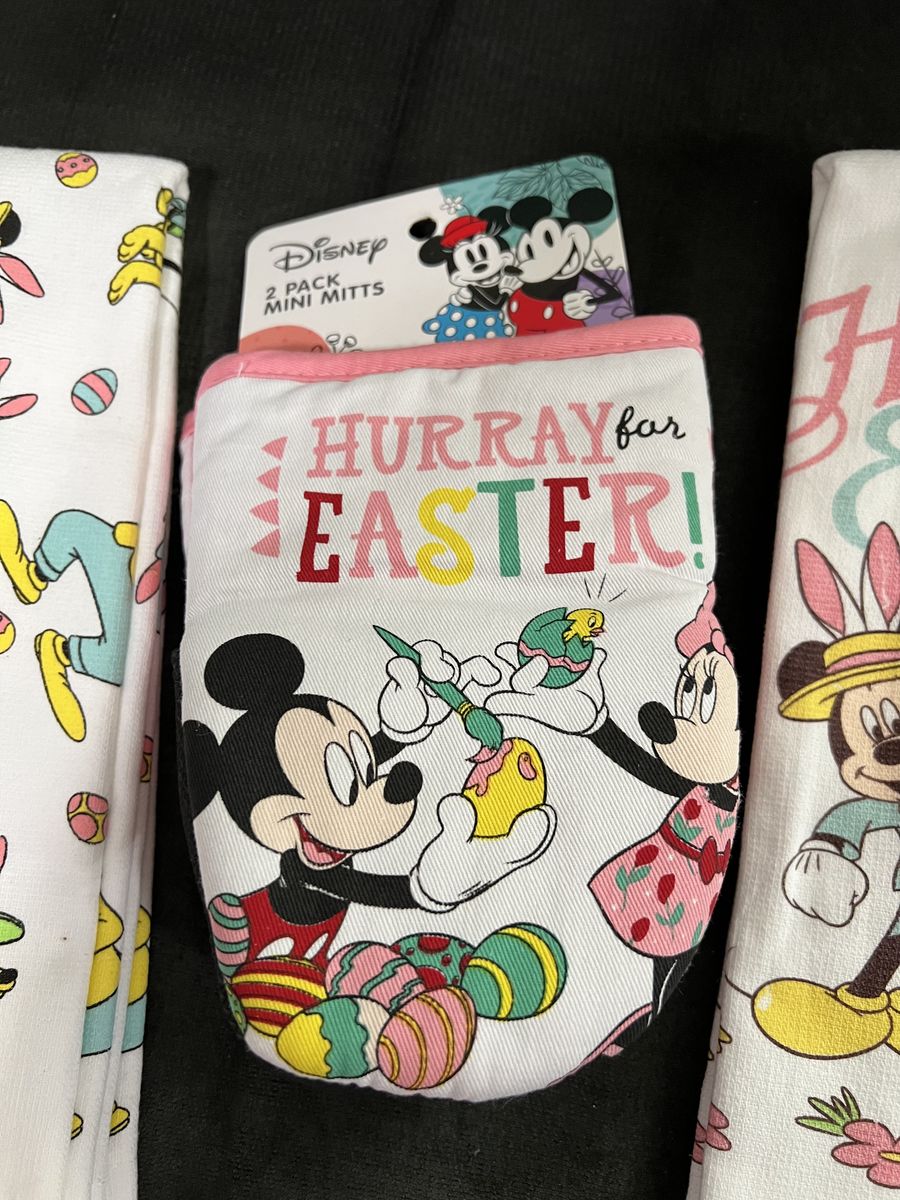 Disney
2 PACK
MINI MITTS
HURRAY for
EASTER!